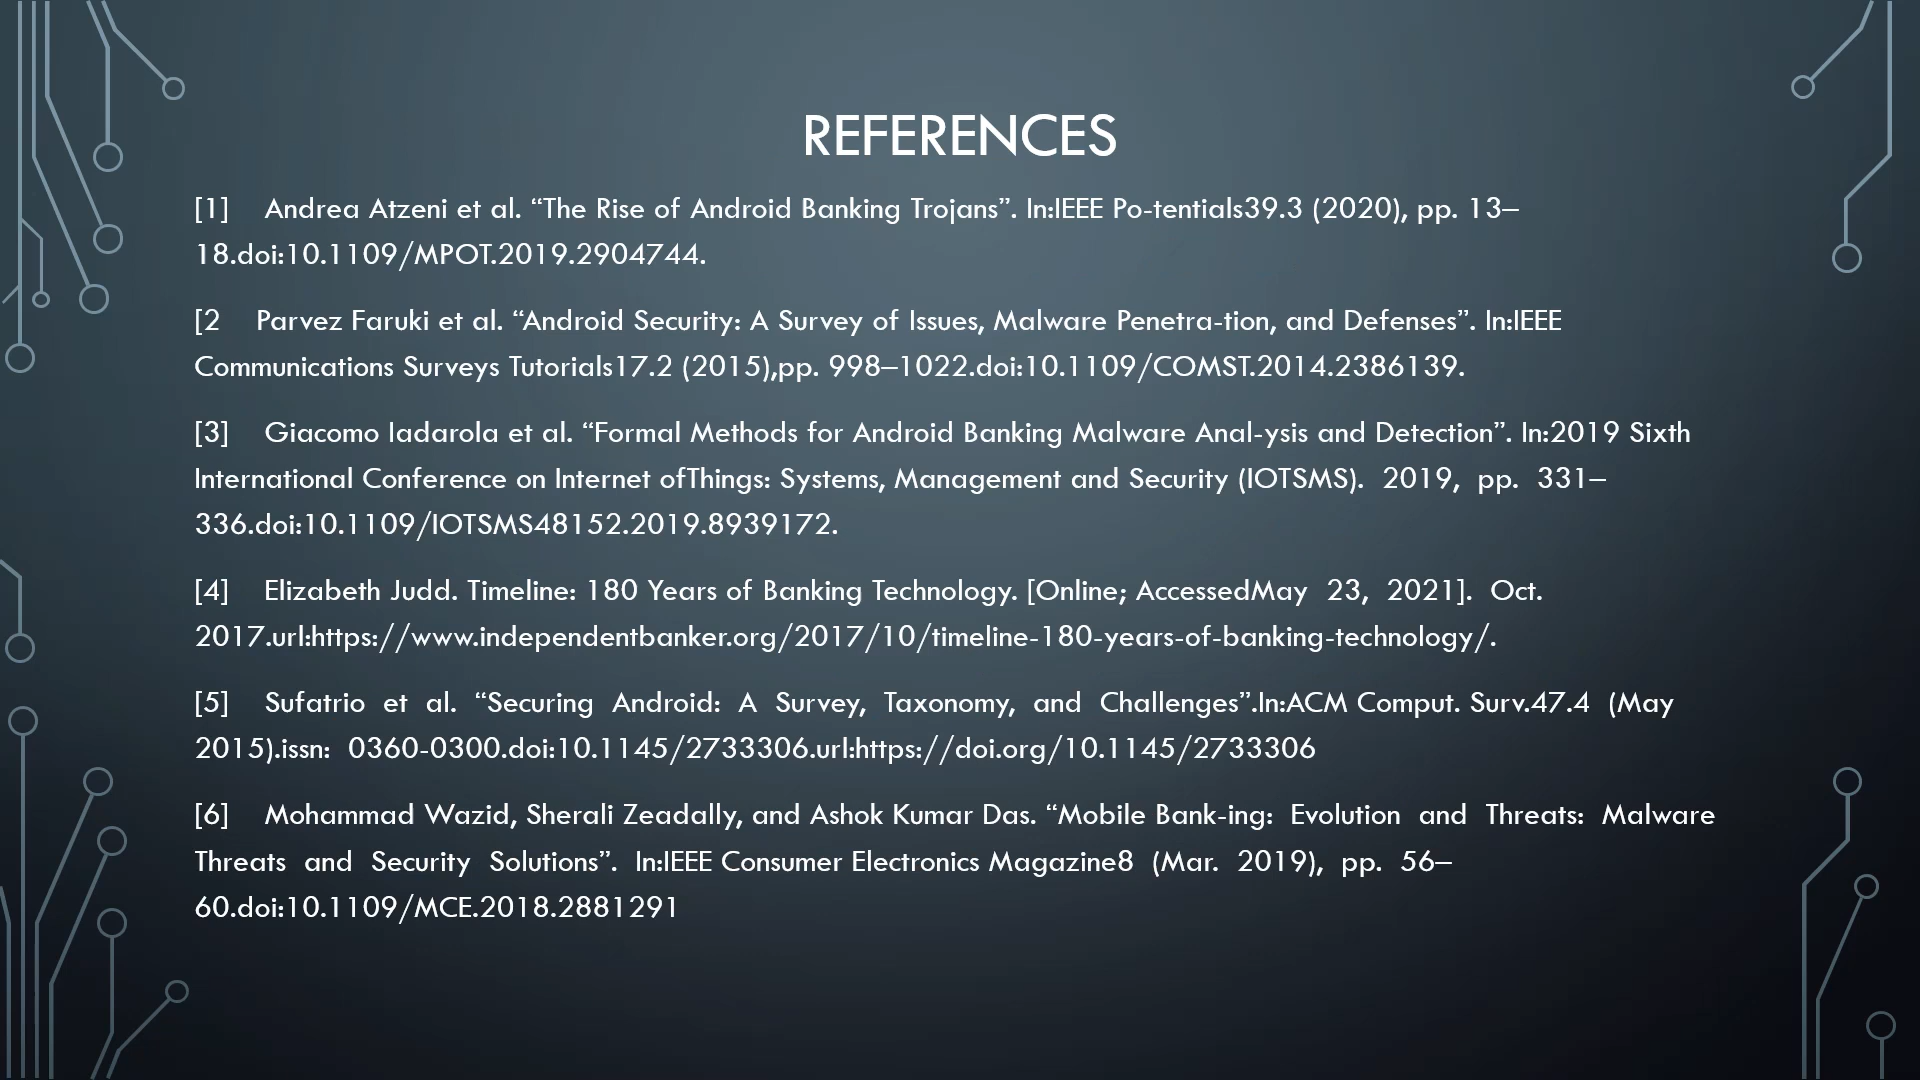 REFERENCES
[1] Andrea Atzeni et al. “The Rise of Android Banking Trojans”. In:IEEE Po-tentials39.3 (2020), pp. 13–
18.doi:10.1109/MPOT.2019.2904744.
[2 Parvez Faruki et al. “Android Security: A Survey of Issues, Malware Penetra-tion, and Defenses”. In:IEEE
Communications Surveys Tutorials17.2 (2015),pp. 998–1022.doi:10.1109/COMST.2014.2386139.
[3] Giacomo Iadarola et al. “Formal Methods for Android Banking Malware Anal-ysis and Detection”. In:2019 Sixth
International Conference on Internet ofThings: Systems, Management and Security (IOTSMS). 2019, pp. 331–
336.doi:10.1109/IOTSMS48152.2019.8939172.
[4] Elizabeth Judd. Timeline: 180 Years of Banking Technology. [Online; AccessedMay 23, 2021]. Oct.
2017.url:https://www.independentbanker.org/2017/10/timeline-180-years-of-banking-technology/.
[5] Sufatrio et al. “Securing Android: A Survey, Taxonomy, and Challenges”.In:ACM Comput. Surv.47.4 (May
2015).issn: 0360-0300.doi:10.1145/2733306.url:https://doi.org/10.1145/2733306
[6] Mohammad Wazid, Sherali Zeadally, and Ashok Kumar Das. “Mobile Bank-ing: Evolution and Threats: Malware
Threats and Security Solutions”. In:IEEE Consumer Electronics Magazine8 (Mar. 2019), pp. 56–
60.doi:10.1109/MCE.2018.2881291